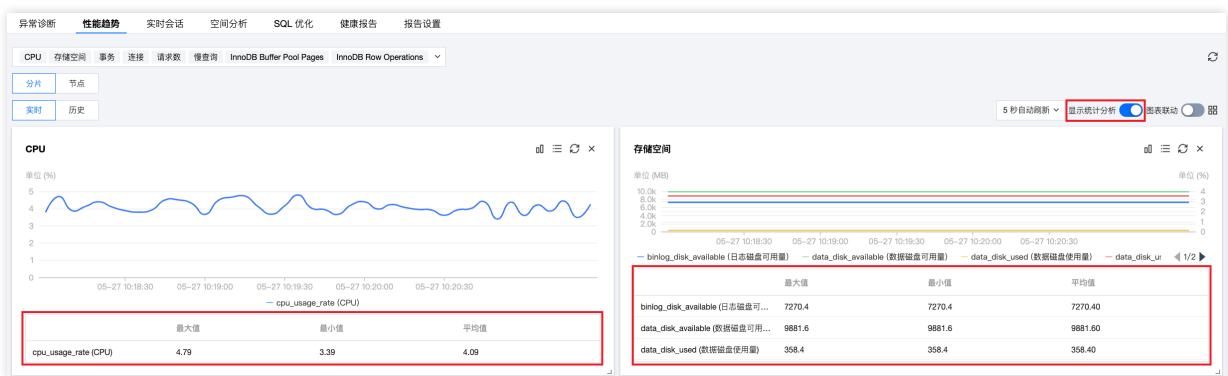 异常诊断 性能趋势 实时会话 空间分析 SQL 优化 健康报告 报告设置
CPU 存储空间 事务 连接 请求数 慢查询 InnoDB Buffer Pool Pages InnoDB Row Operations
分片 节点
实时 历史 5 秒自动刷新 显示统计分析 图表联动
CPU
单位 (%)
5
4
3
2
1
0
05-27 10:18:30 05-27 10:19:00 05-27 10:19:30 05-27 10:20:00 05-27 10:20:30
cpu_usage_rate (CPU)
最大值 最小值 平均值
cpu_usage_rate (CPU) 4.79 3.39 4.09
存储空间
单位 (MB) 单位 (%)
10.0k 4
8.0k 3
6.0k
4.0k 2
2.0k 1
0 0
05-27 10:18:30 05-27 10:19:00 05-27 10:19:30 05-27 10:20:00 05-27 10:20:30
binlog_disk_available (日志磁盘可用量) data_disk_available (数据磁盘可用量) data_disk_used (数据磁盘使用量) data_disk_us 1/2
最大值 最小值 平均值
binlog_disk_available (日志磁盘可... 7270.4 7270.4 7270.40
data_disk_available (数据磁盘可用... 9881.6 9881.6 9881.60
data_disk_used (数据磁盘使用量) 358.4 358.4 358.40